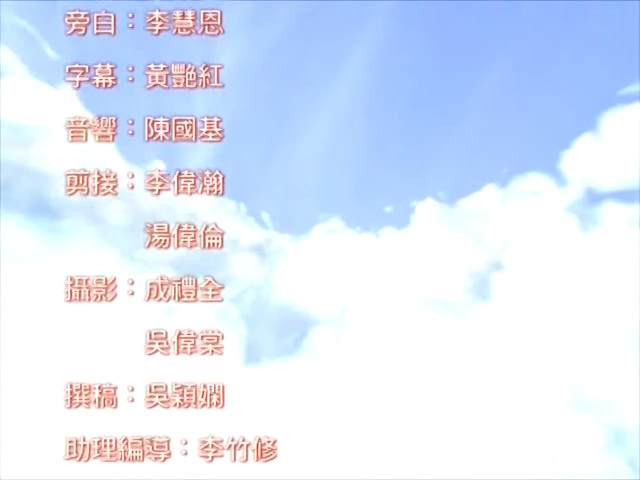 旁白：李慧恩
字幕：黃艷紅
音響：陳國基
剪接：李偉瀚
湯偉倫
攝影：成禮全
吳偉棠
撰稿：吳穎嫻
助理編導：李竹修